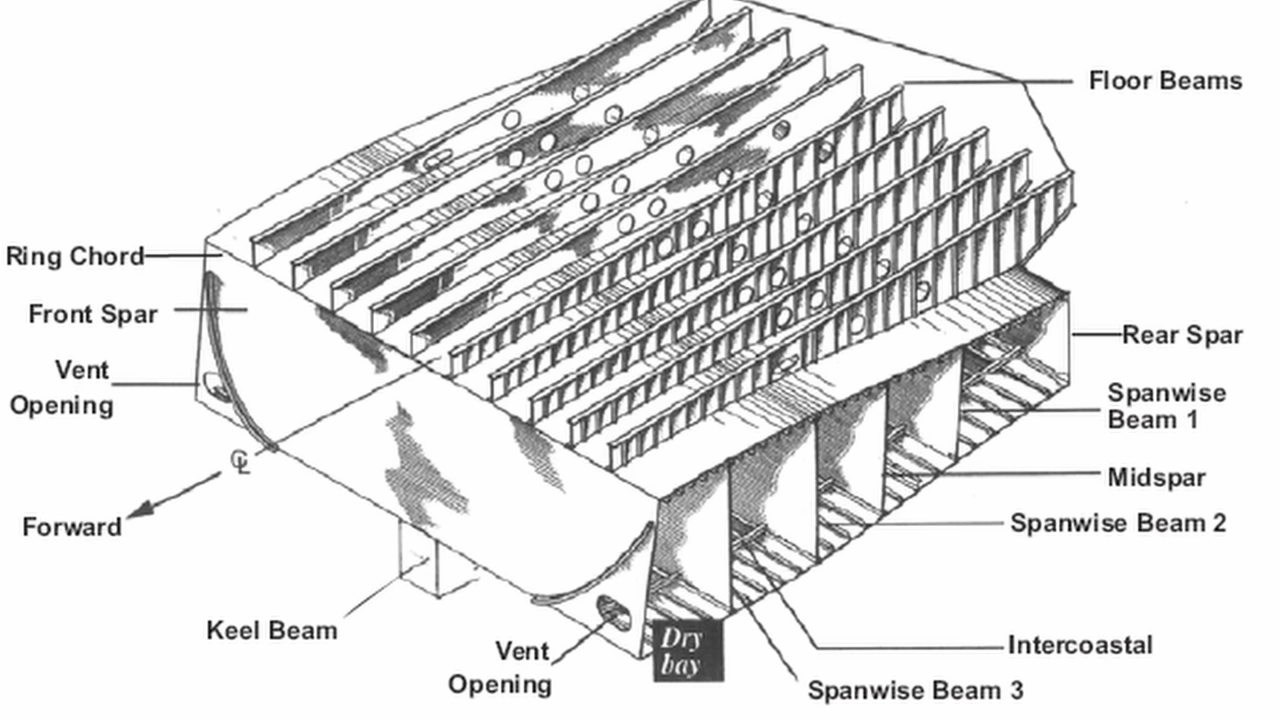 Floor Beams
Ring Chord
Front Spar
Vent
Opening
Rear Spar
Spanwise
Beam 1
Midspar
Spanwise Beam 2
℄
Forward
Keel Beam
Vent
Opening
Dry
bay
Intercoastal
Spanwise Beam 3